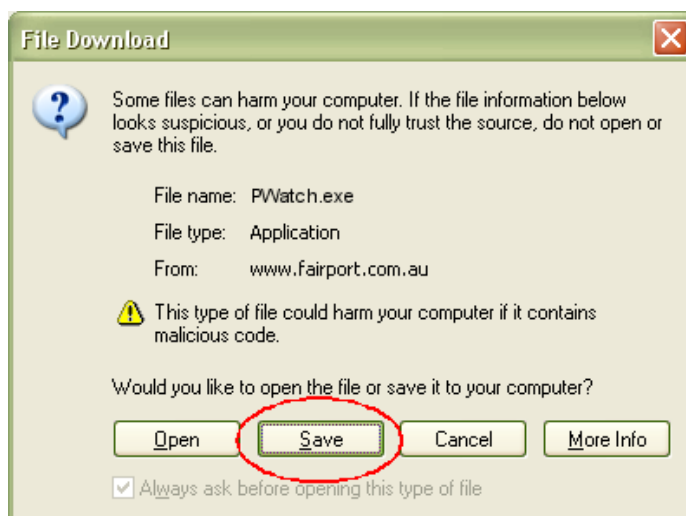 File Download
Some files can harm your computer. If the file information below
looks suspicious, or you do not fully trust the source, do not open or
save this file.
File name: PWatch.exe
File type: Application
From: www.fairport.com.au
This type of file could harm your computer if it contains
malicious code.
Would you like to open the file or save it to your computer?
Open Save Cancel More Info
Always ask before opening this type of file